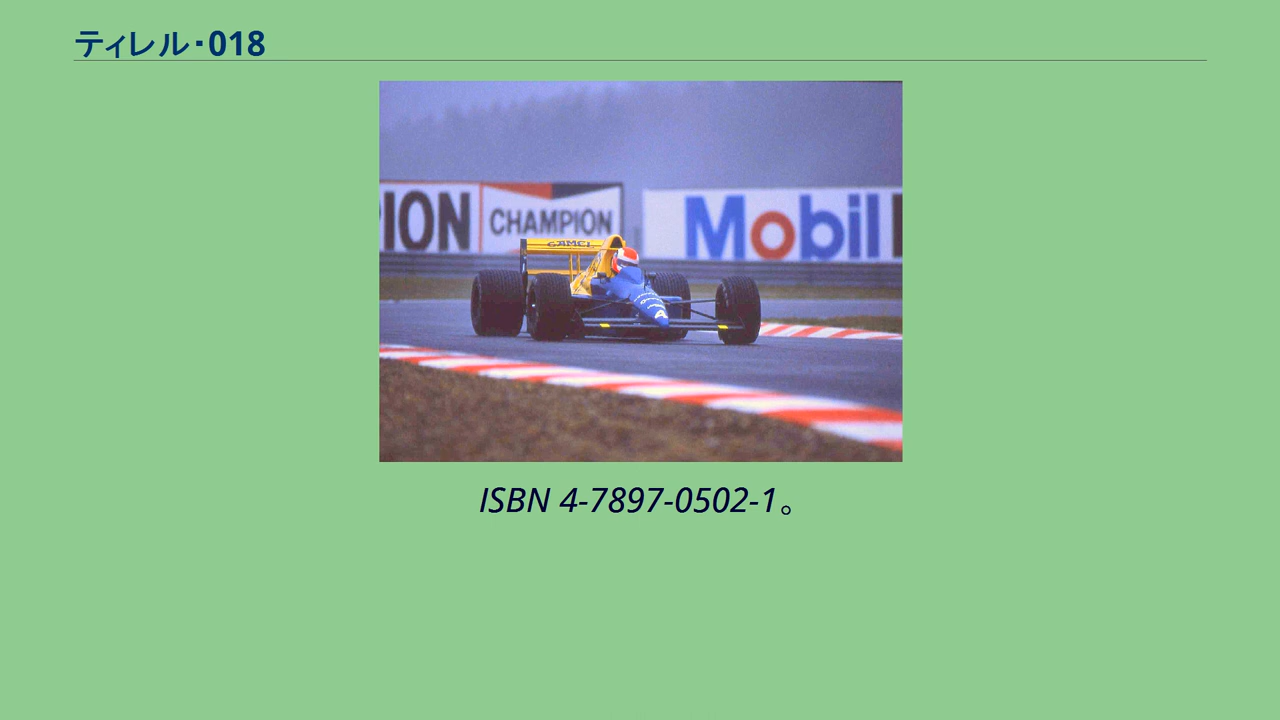 ティレル・018
ION CHAMPION Mobil
CAMEL
ISBN 4-7897-0502-1。